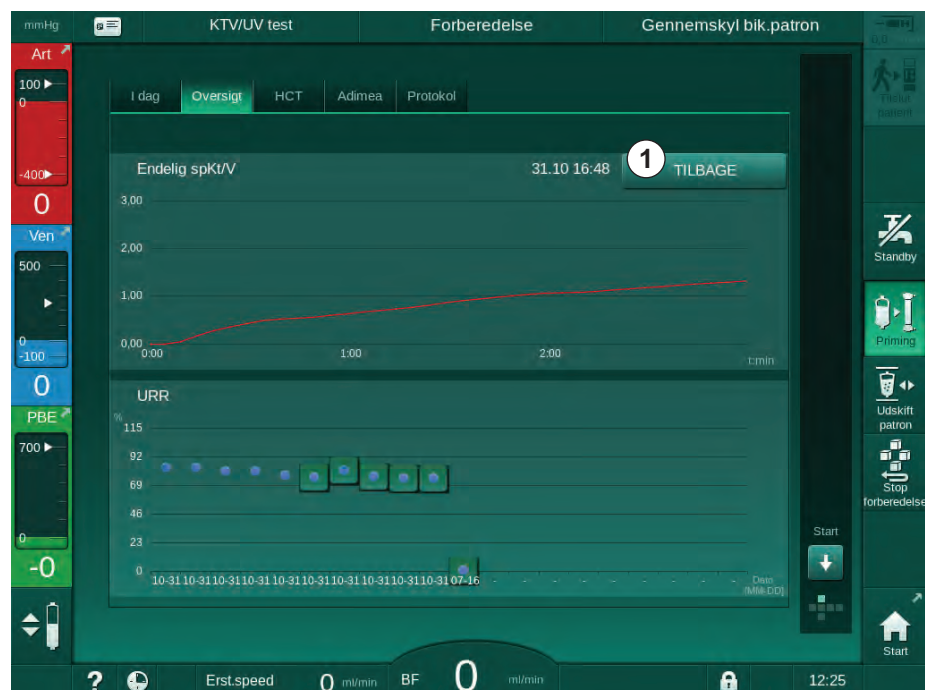 mmHg
KTV/UV test
Forberedelse
Gennemskyl bik.patron
Art
100
0
-400
0
Ven
500
0
-100
0
PBE
700
0
-0
I dag
Oversigt
HCT
Adimea
Protokol
Endelig spKt/V
31.10 16:48
1
TILBAGE
3,00
2,00
1,00
0,00
0:00
1:00
2:00
t:min
URR
%
115
92
69
46
23
0
10-31 10-31 10-31 10-31 10-31 10-31 10-31 10-31 10-31 10-31 07-16
Dato
[MM-DD]
Start
0,0
Tilslut
patient
Standby
Priming
Udskift
patron
Stop
forberedelse
Start
?
Erst.speed
0 ml/min
BF
0
ml/min
12:25